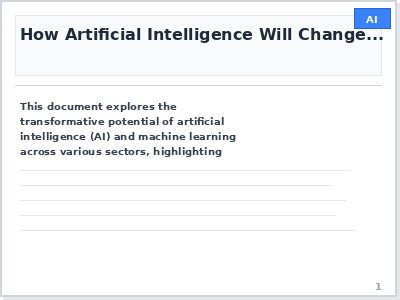 AI
How Artificial Intelligence Will Change...
This document explores the
transformative potential of artificial
intelligence (AI) and machine learning
across various sectors, highlighting
1